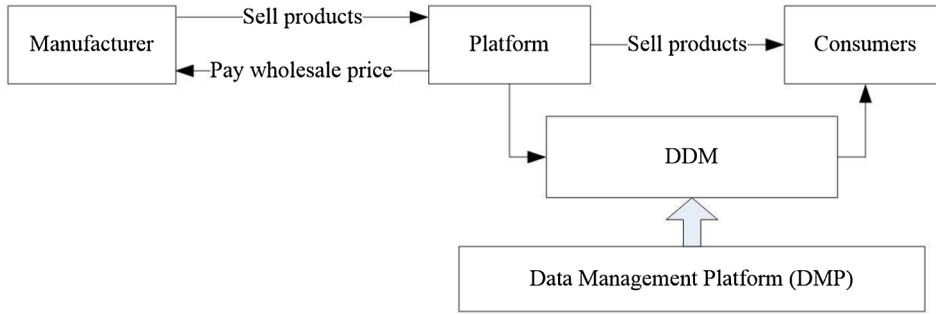 Manufacturer
Sell products
Pay wholesale price
Platform
Sell products
Consumers
DDM
Data Management Platform (DMP)